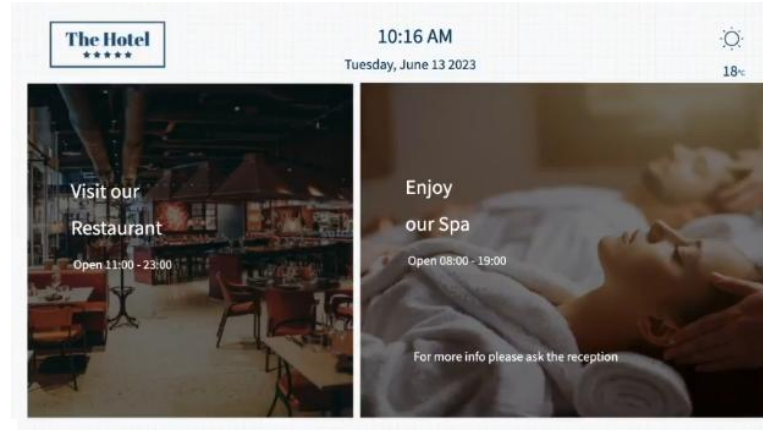 The Hotel
10:16 AM
Tuesday, June 13 2023
18°C
Visit our
Restaurant
Open 11:00 - 23:00
Enjoy
our Spa
Open 08:00 - 19:00
For more info please ask the reception